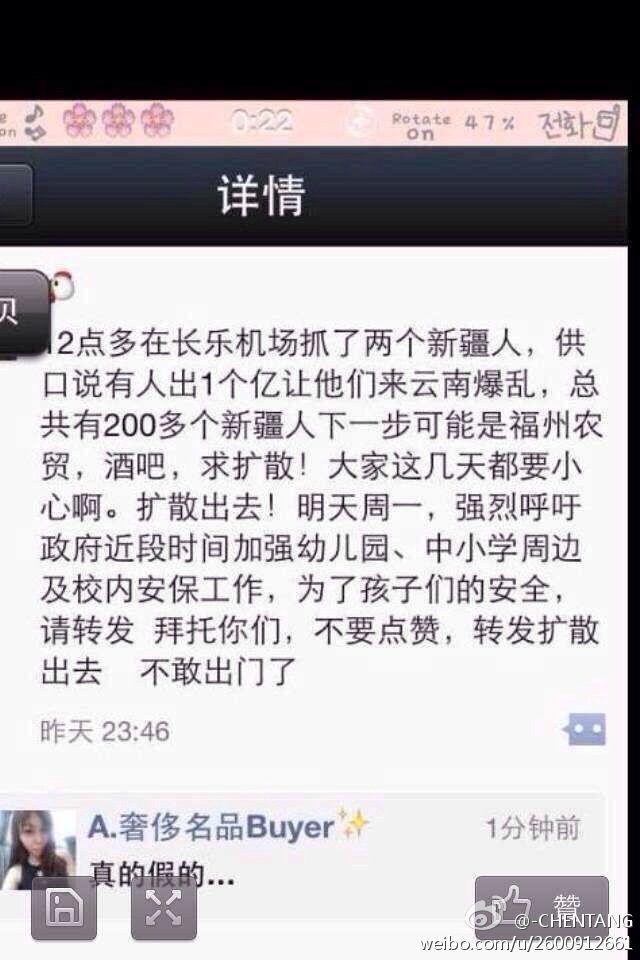 0:22
Rotate
on
47%
전화
详情
贝
12点多在长乐机场抓了两个新疆人，供
口说有人出1个亿让他们来云南爆乱，总
共有200多个新疆人下一步可能是福州农
贸，酒吧，求扩散！大家这几天都要小
心啊。扩散出去！明天周一，强烈呼吁
政府近段时间加强幼儿园、中小学周边
及校内安保工作，为了孩子们的安全，
请转发 拜托你们，不要点赞，转发扩散
出去 不敢出门了
昨天 23:46
A.奢侈名品Buyer
1分钟前
真的假的...
赞
@-CHENTANG
weibo.com/u/2600912661